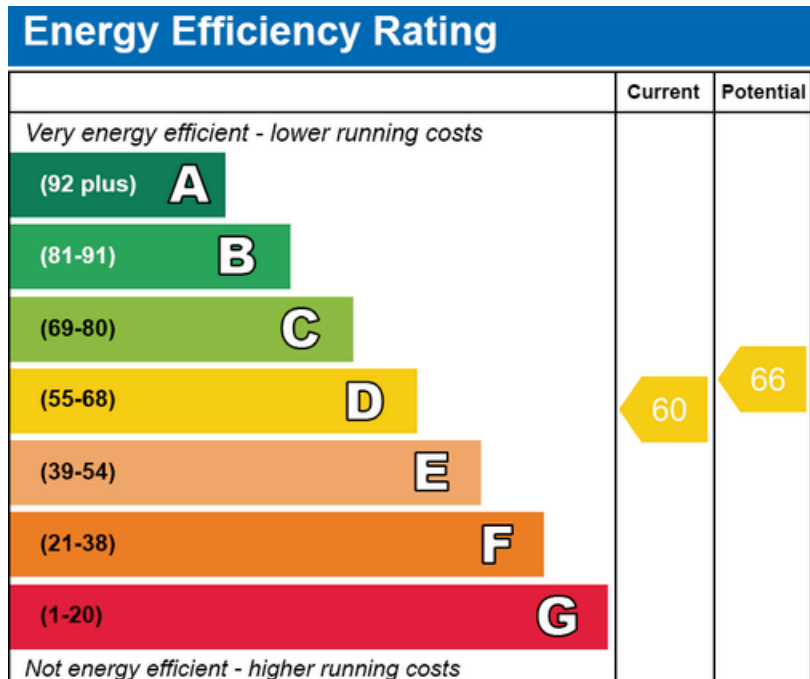 Energy Efficiency Rating
Current Potential
Very energy efficient - lower running costs
(92 plus) A
(81-91) B
(69-80) C
(55-68) D
60
66
(39-54) E
(21-38) F
(1-20) G
Not energy efficient - higher running costs